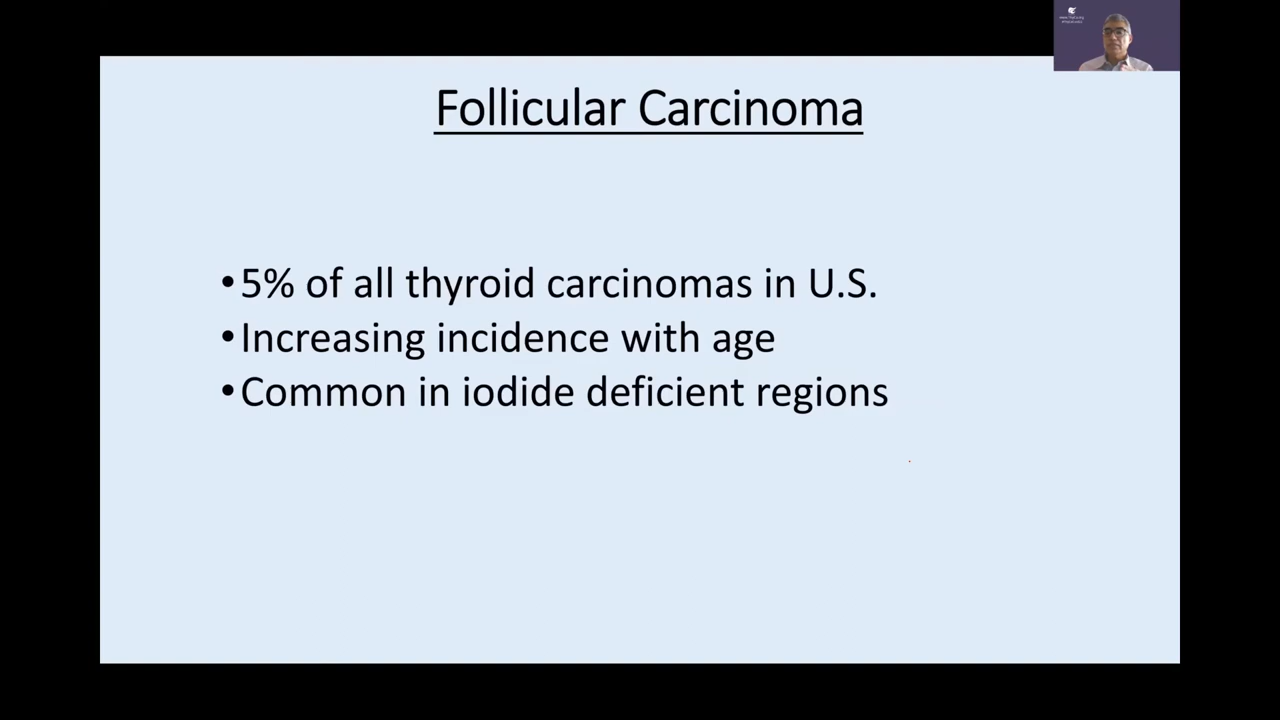 Follicular Carcinoma
•5% of all thyroid carcinomas in U.S.
•Increasing incidence with age
•Common in iodide deficient regions